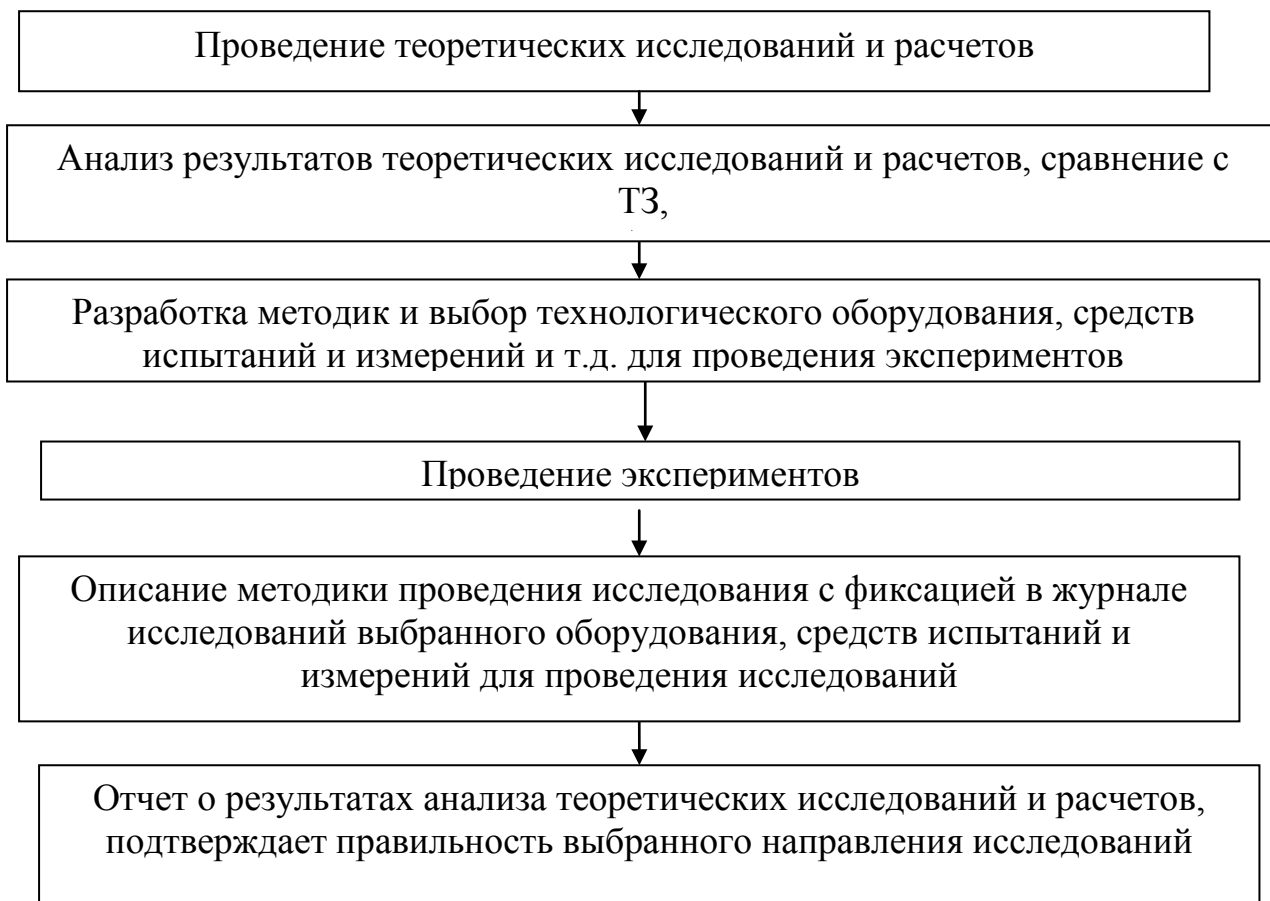 Проведение теоретических исследований и расчетов
Анализ результатов теоретических исследований и расчетов, сравнение с
ТЗ,
Разработка методик и выбор технологического оборудования, средств
испытаний и измерений и т.д. для проведения экспериментов
Проведение экспериментов
Описание методики проведения исследования с фиксацией в журнале
исследований выбранного оборудования, средств испытаний и
измерений для проведения исследований
Отчет о результатах анализа теоретических исследований и расчетов,
подтверждает правильность выбранного направления исследований